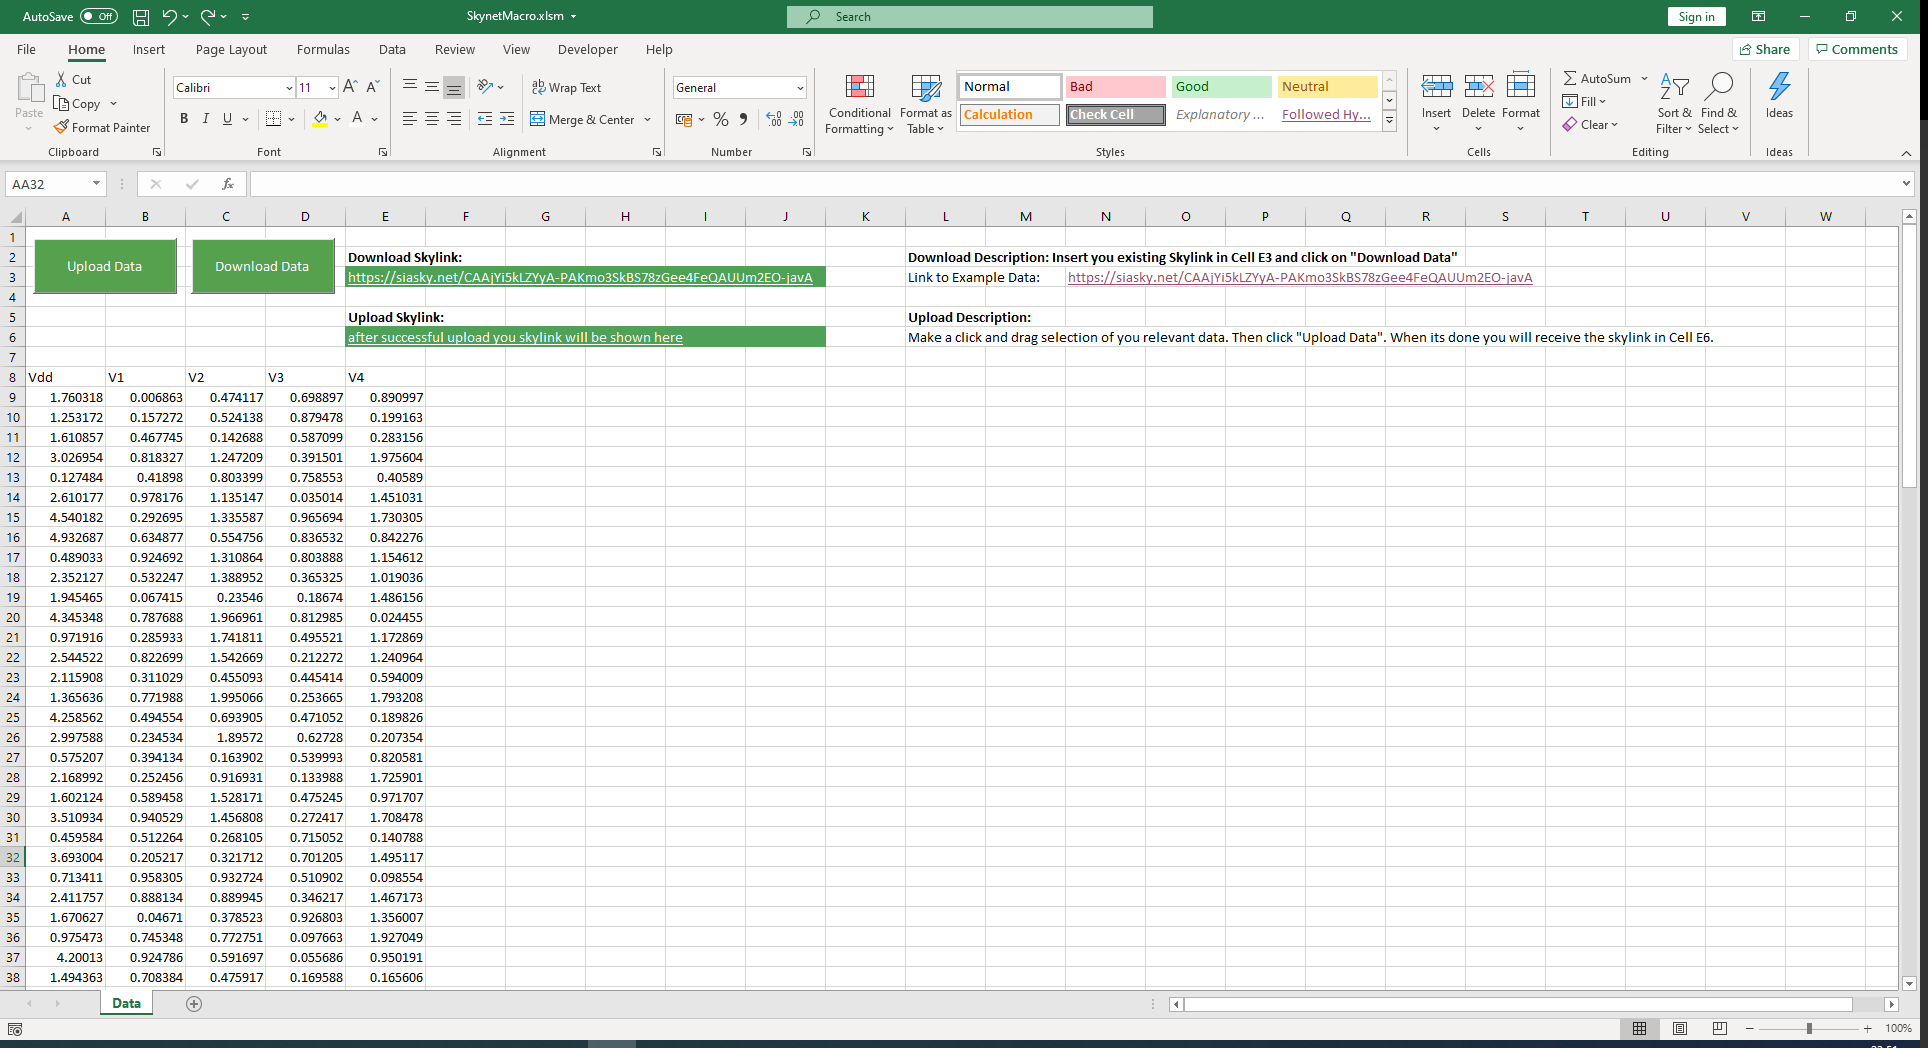 AutoSave Off SkynetMacro.xlsm Search Sign in
File Home Insert Page Layout Formulas Data Review View Developer Help Share Comments
Paste Cut Copy Format Painter
Clipboard
Calibri 11
B I U A
Font
Wrap Text
Merge & Center
Alignment
General
% 9
Number
Conditional Formatting
Format as Table
Normal Bad Good Neutral
Calculation Check Cell Explanatory ... Followed Hy...
Styles
Insert Delete Format
Cells
AutoSum
Fill
Clear
Sort & Filter
Find & Select
Editing
Ideas
Ideas
AA32 fx
A B C D E F G H I J K L M N O P Q R S T U V W
1
Upload Data Download Data
2 Download Skylink: Download Description: Insert you existing Skylink in Cell E3 and click on "Download Data"
3 https://siasky.net/CAAjYi5kLZYyA-PAKmo3SkBS78zGee4FeQAUUm2EO-javA Link to Example Data: https://siasky.net/CAAjYi5kLZYyA-PAKmo3SkBS78zGee4FeQAUUm2EO-javA
4
5 Upload Skylink: Upload Description:
6 after successful upload you skylink will be shown here Make a click and drag selection of you relevant data. Then click "Upload Data". When its done you will receive the skylink in Cell E6.
7
8 Vdd V1 V2 V3 V4
9 1.760318 0.006863 0.474117 0.698897 0.890997
10 1.253172 0.157272 0.524138 0.879478 0.199163
11 1.610857 0.467745 0.142688 0.587099 0.283156
12 3.026954 0.818327 1.247209 0.391501 1.975604
13 0.127484 0.41898 0.803399 0.758553 0.40589
14 2.610177 0.978176 1.135147 0.035014 1.451031
15 4.540182 0.292695 1.335587 0.965694 1.730305
16 4.932687 0.634877 0.554756 0.836532 0.842276
17 0.489033 0.924692 1.310864 0.803888 1.154612
18 2.352127 0.532247 1.388952 0.365325 1.019036
19 1.945465 0.067415 0.23546 0.18674 1.486156
20 4.345348 0.787688 1.966961 0.812985 0.024455
21 0.971916 0.285933 1.741811 0.495521 1.172869
22 2.544522 0.822699 1.542669 0.212272 1.240964
23 2.115908 0.311029 0.455093 0.445414 0.594009
24 1.365636 0.771988 1.995066 0.253665 1.793208
25 4.258562 0.494554 0.693905 0.471052 0.189826
26 2.997588 0.234534 1.89572 0.62728 0.207354
27 0.575207 0.394134 0.163902 0.539993 0.820581
28 2.168992 0.252456 0.916931 0.133988 1.725901
29 1.602124 0.589458 1.528171 0.475245 0.971707
30 3.510934 0.940529 1.456808 0.272417 1.708478
31 0.459584 0.512264 0.268105 0.715052 0.140788
32 3.693004 0.205217 0.321712 0.701205 1.495117
33 0.713411 0.958305 0.932724 0.510902 0.098554
34 2.411757 0.888134 0.889945 0.346217 1.467173
35 1.670627 0.04671 0.378523 0.926803 1.356007
36 0.975473 0.745348 0.772751 0.097663 1.927049
37 4.20013 0.924786 0.591697 0.055686 0.950191
38 1.494363 0.708384 0.475917 0.169588 0.165606
Data
100%